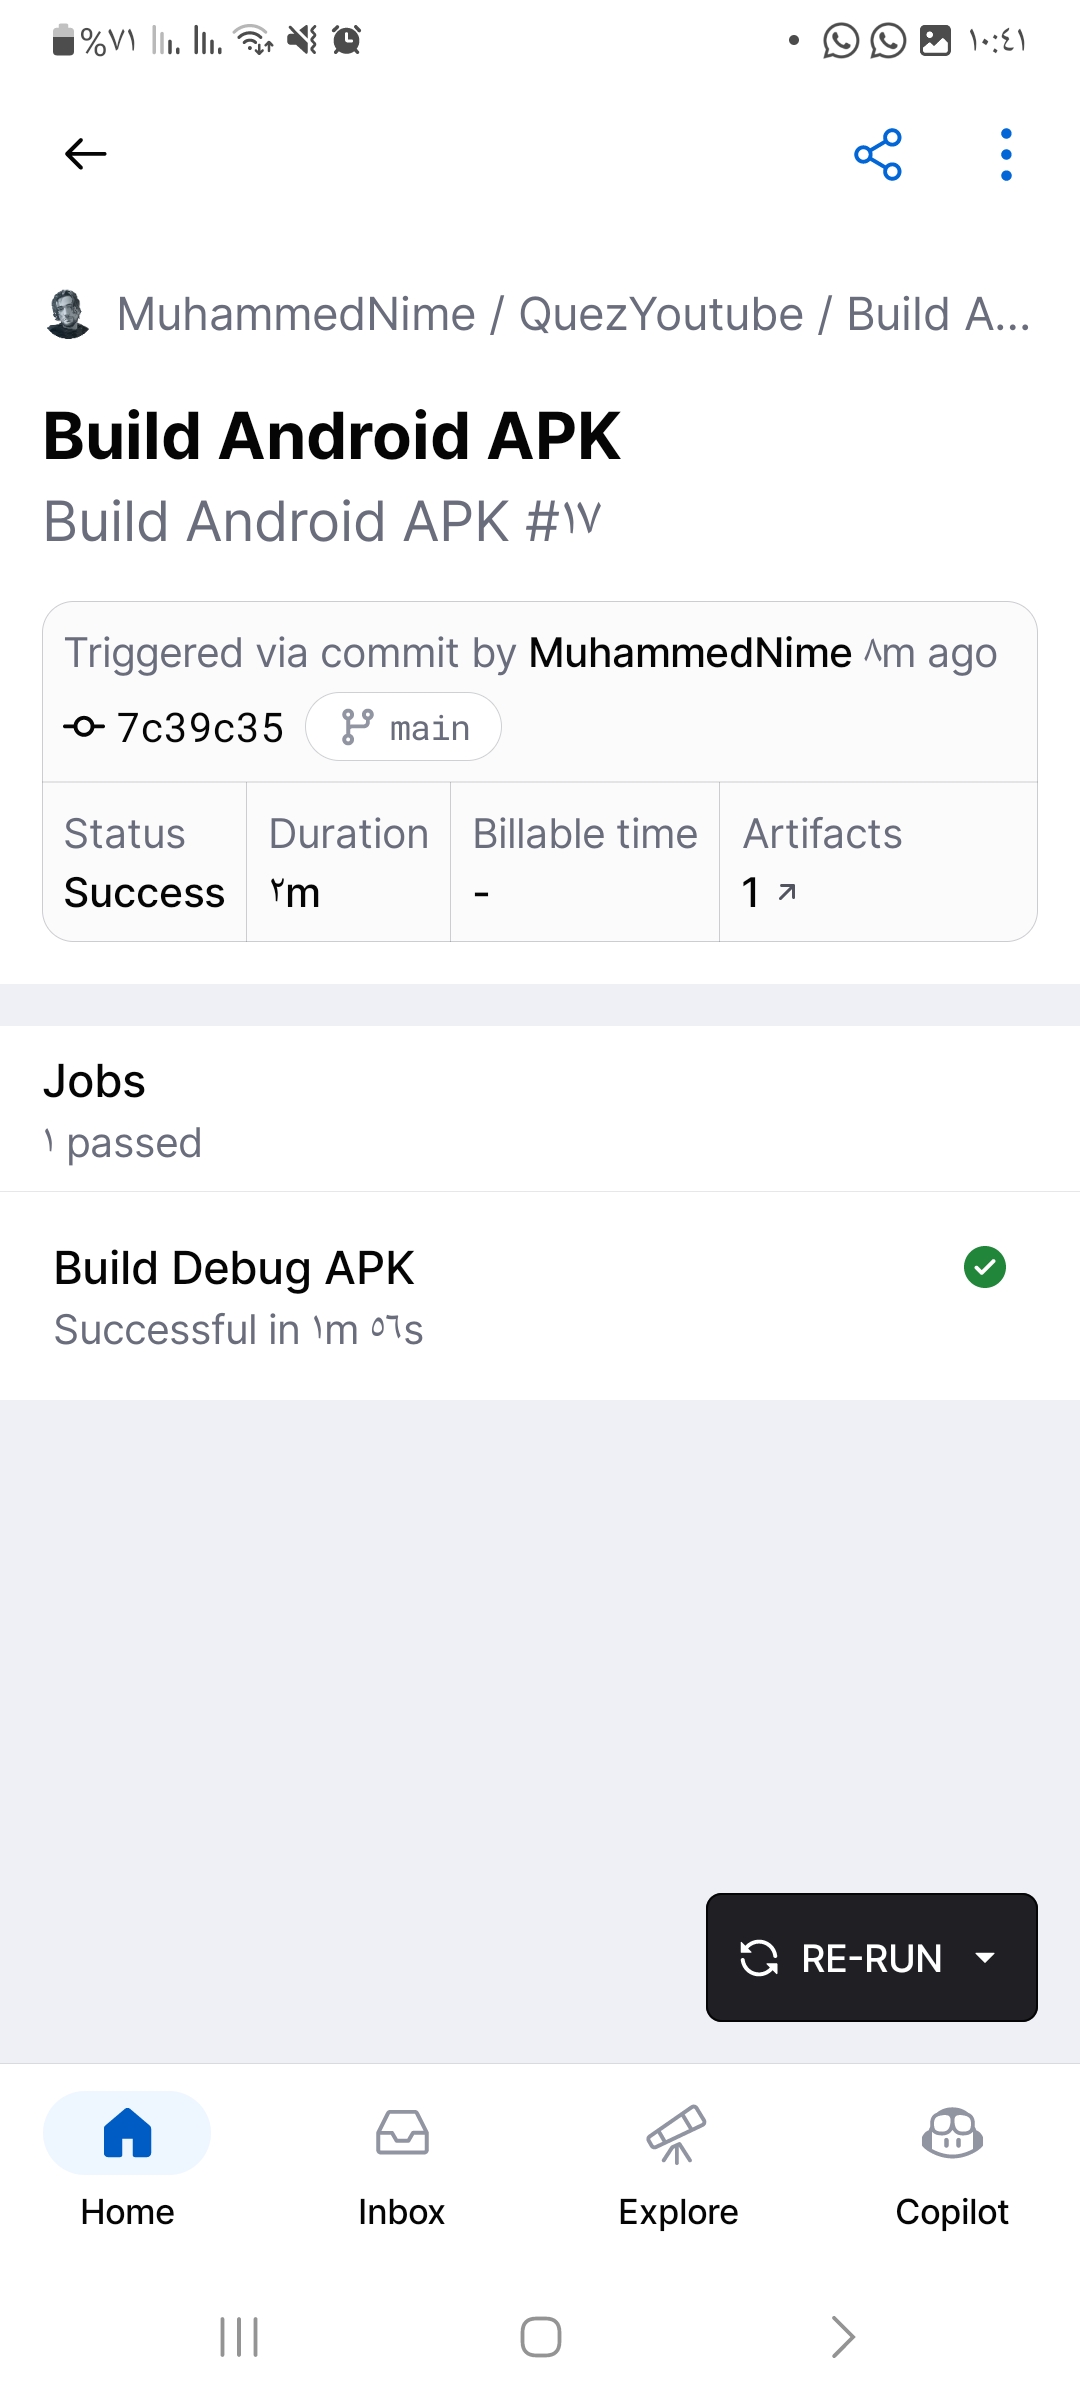 %٧١
١٠:٤١
MuhammedNime / QuezYoutube / Build A...
Build Android APK
Build Android APK #١٧
Triggered via commit by MuhammedNime ٨m ago
7c39c35 main
Status Duration Billable time Artifacts
Success ٢m - 1
Jobs
١ passed
Build Debug APK
Successful in ١m ٥٦s
RE-RUN
Home Inbox Explore Copilot